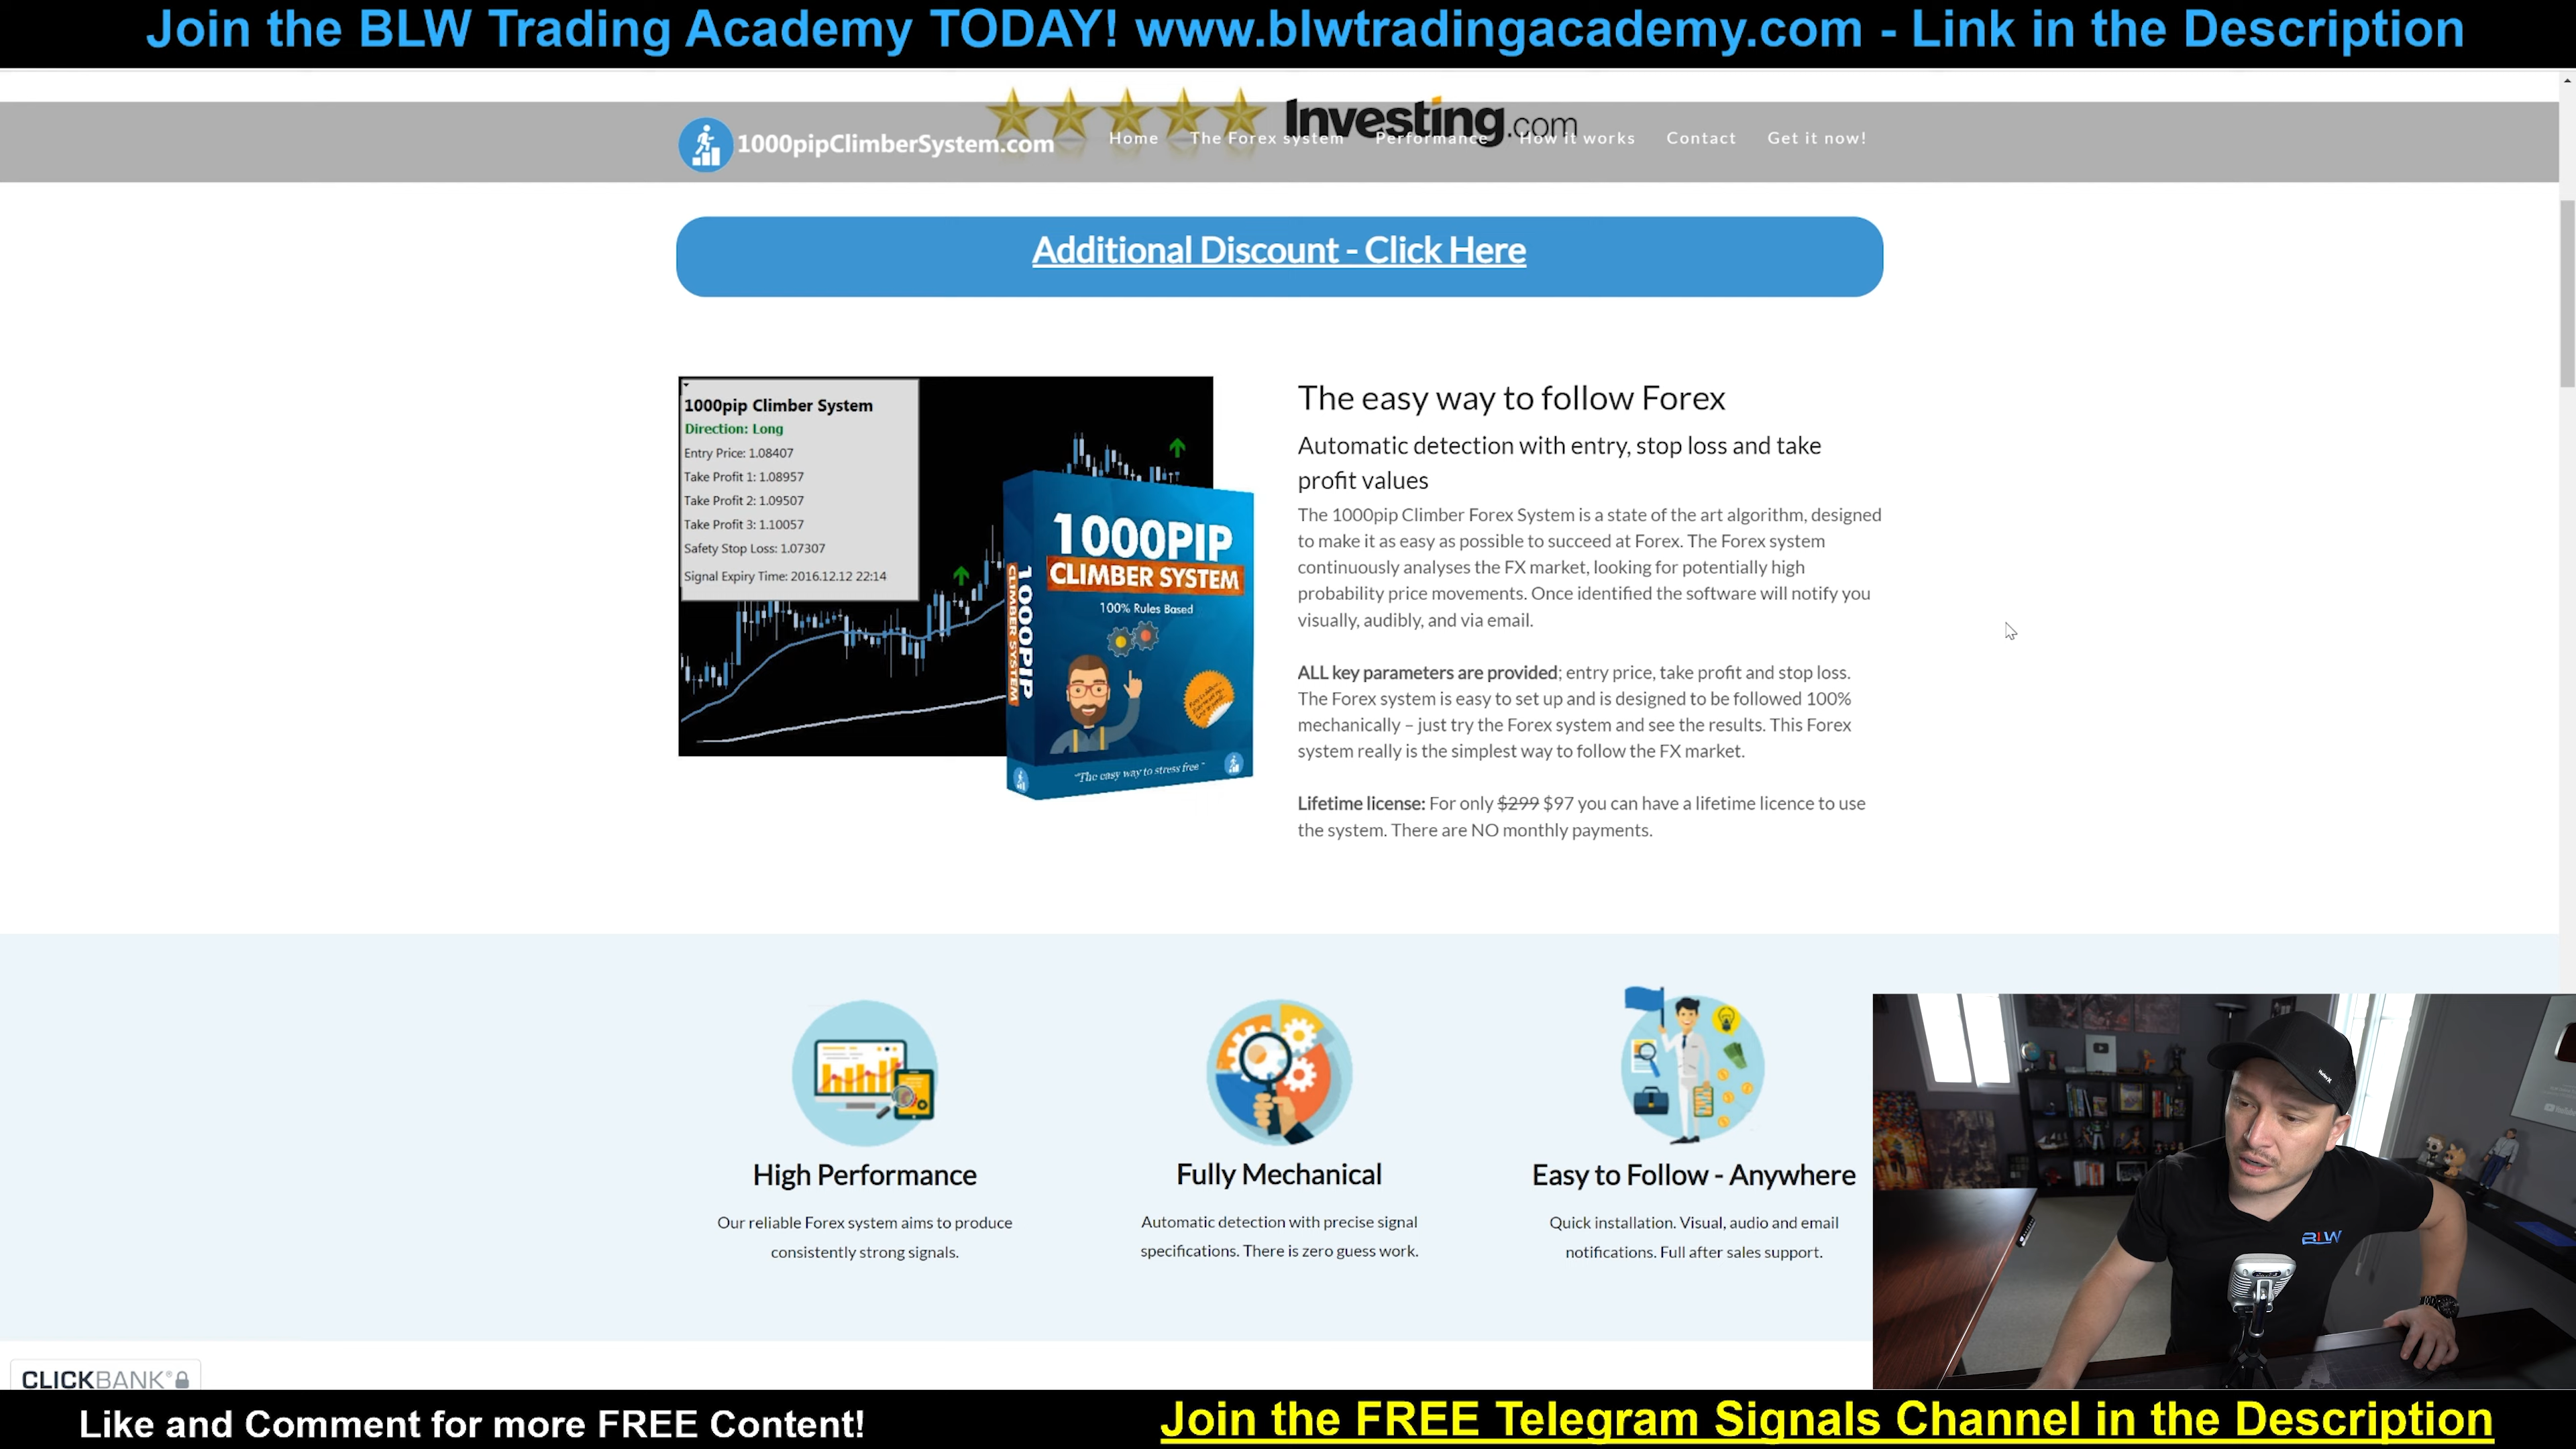 Join the BLW Trading Academy TODAY! www.blwtradingacademy.com - Link in the Description
Investing.com
1000pipClimberSystem.com
Home The Forex system Performance How it works Contact Get it now!
Additional Discount - Click Here
1000pip Climber System
Direction: Long
Entry Price: 1.08407
Take Profit 1: 1.08957
Take Profit 2: 1.09507
Take Profit 3: 1.10057
Safety Stop Loss: 1.07307
Signal Expiry Time: 2016.12.12 22:14
1000PIP
CLIMBER SYSTEM
100% Rules Based
"The easy way to stress free"
1000PIP
CLIMBER SYSTEM
The easy way to follow Forex
Automatic detection with entry, stop loss and take
profit values
The 1000pip Climber Forex System is a state of the art algorithm, designed
to make it as easy as possible to succeed at Forex. The Forex system
continuously analyses the FX market, looking for potentially high
probability price movements. Once identified the software will notify you
visually, audibly, and via email.
ALL key parameters are provided; entry price, take profit and stop loss.
The Forex system is easy to set up and is designed to be followed 100%
mechanically – just try the Forex system and see the results. This Forex
system really is the simplest way to follow the FX market.
Lifetime license: For only $299 $97 you can have a lifetime licence to use
the system. There are NO monthly payments.
High Performance
Our reliable Forex system aims to produce
consistently strong signals.
Fully Mechanical
Automatic detection with precise signal
specifications. There is zero guess work.
Easy to Follow - Anywhere
Quick installation. Visual, audio and email
notifications. Full after sales support.
BLW
CLICKBANK®
Like and Comment for more FREE Content!
Join the FREE Telegram Signals Channel in the Description